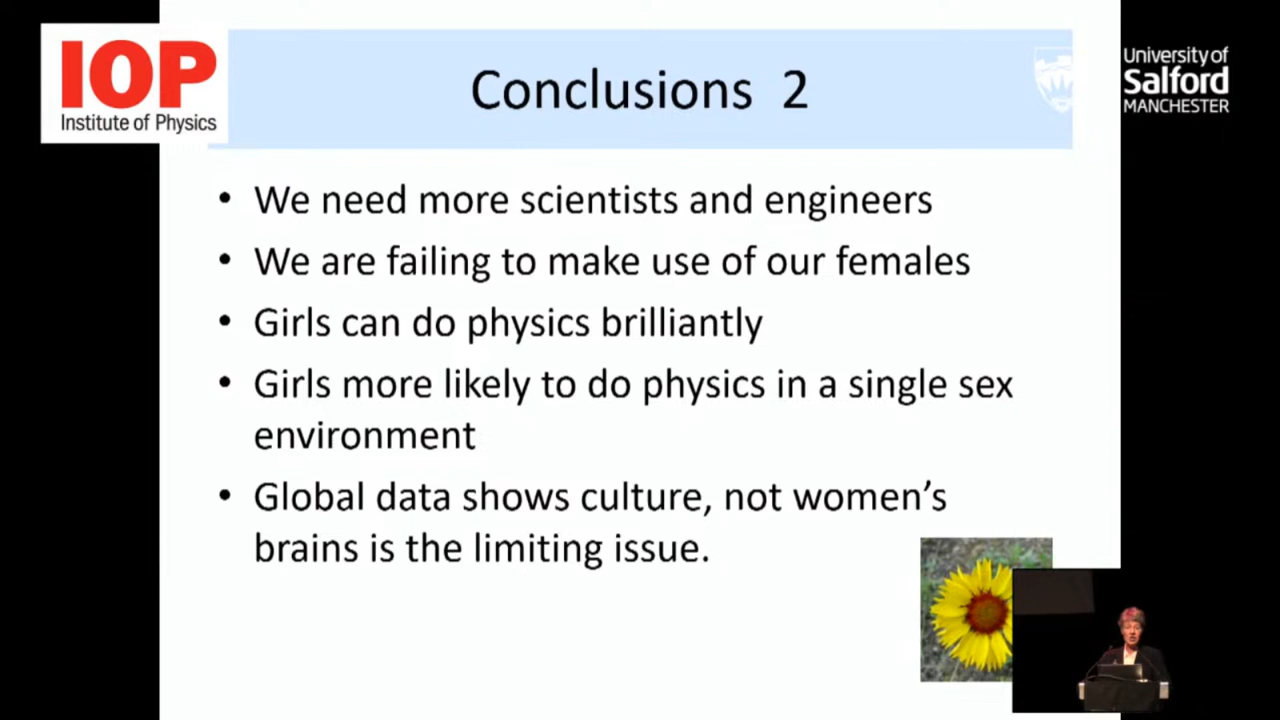 IOP
Institute of Physics
Conclusions 2
University of
Salford
MANCHESTER
• We need more scientists and engineers
• We are failing to make use of our females
• Girls can do physics brilliantly
• Girls more likely to do physics in a single sex
environment
• Global data shows culture, not women’s
brains is the limiting issue.